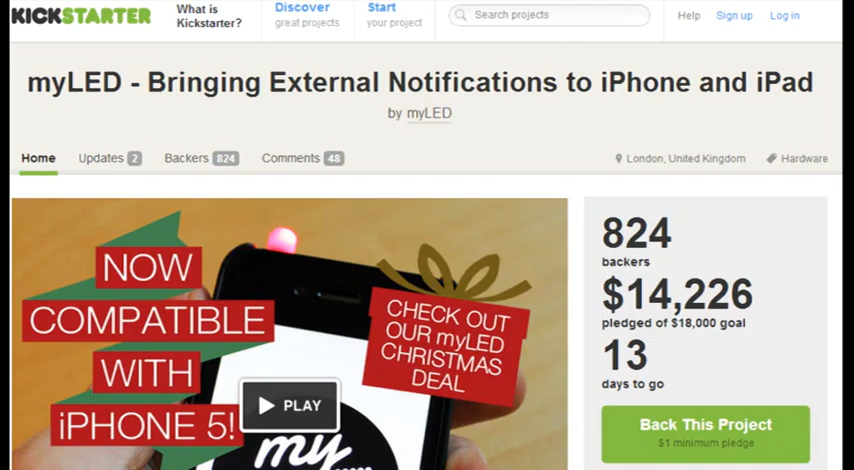 KICKSTARTER
What is
Kickstarter?
Discover
great projects
Start
your project
Search projects
Help
Sign up
Log in
myLED - Bringing External Notifications to iPhone and iPad
by myLED
Home
Updates 2
Backers 824
Comments 48
London, United Kingdom
Hardware
NOW
COMPATIBLE
WITH
iPHONE 5!
CHECK OUT
OUR myLED
CHRISTMAS
DEAL
PLAY
my
824
backers
$14,226
pledged of $18,000 goal
13
days to go
Back This Project
$1 minimum pledge